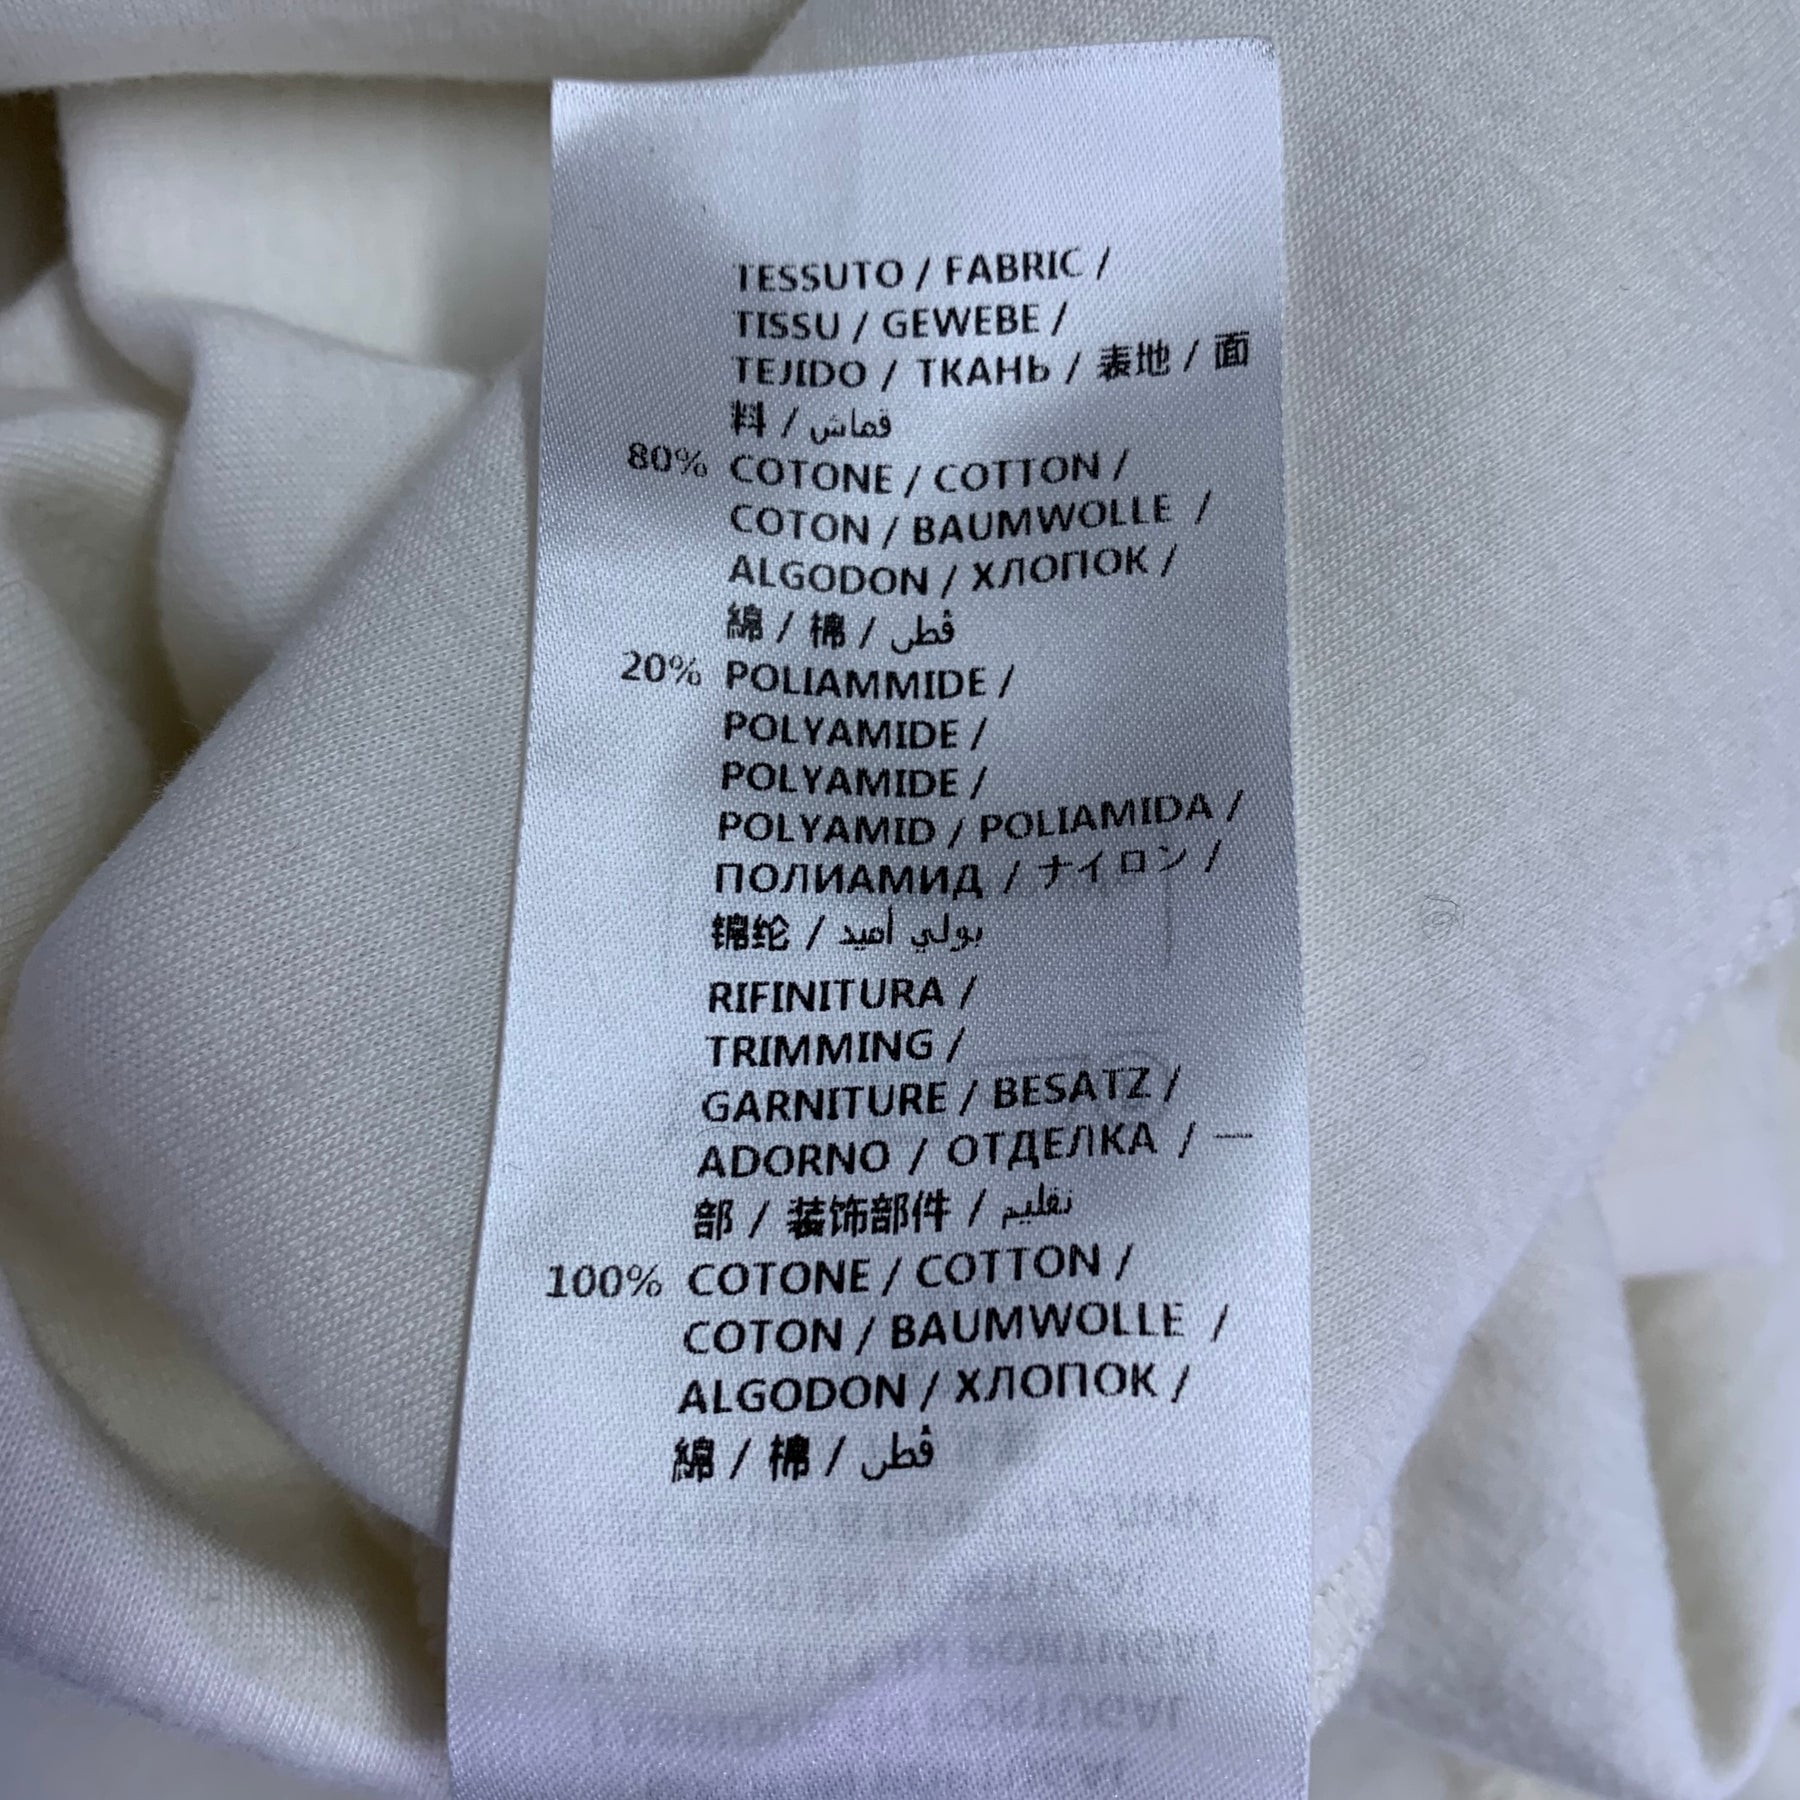 TESSUTO / FABRIC /
TISSU / GEWEBE /
TEJIDO / ТКАНЬ / 表地 / 面
料 / قماش
80% COTONE / COTTON /
COTON / BAUMWOLLE /
ALGODON / ХЛОПОК /
綿 / 棉 / قطن
20% POLIAMMIDE /
POLYAMIDE /
POLYAMIDE /
POLYAMID / POLIAMIDA /
ПОЛИАМИД / ナイロン /
锦纶 / بولي أميد
RIFINITURA /
TRIMMING /
GARNITURE / BESATZ /
ADORNO / ОТДЕЛКА / 一
部 / 装饰部件 / تقليم
100% COTONE / COTTON /
COTON / BAUMWOLLE /
ALGODON / ХЛОПОК /
綿 / 棉 / قطن
PORTUGAL